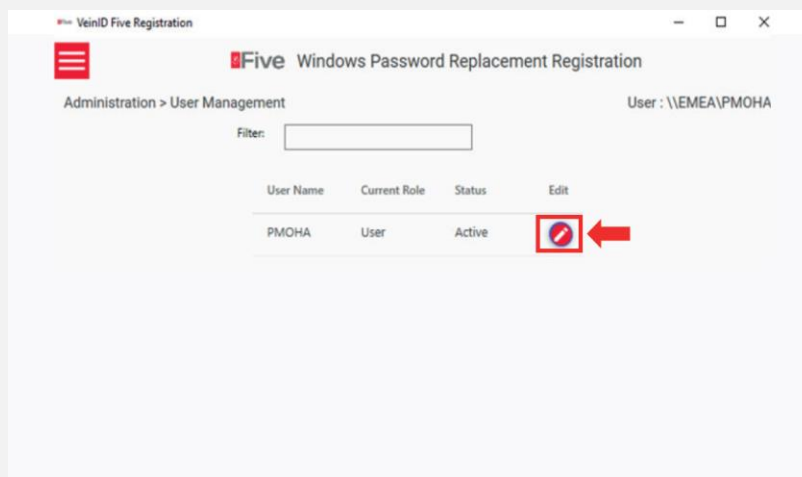 VeinID Five Registration
Five Windows Password Replacement Registration
Administration > User Management User : \\EMEA\PMOHA
Filter:
User Name Current Role Status Edit
PMOHA User Active